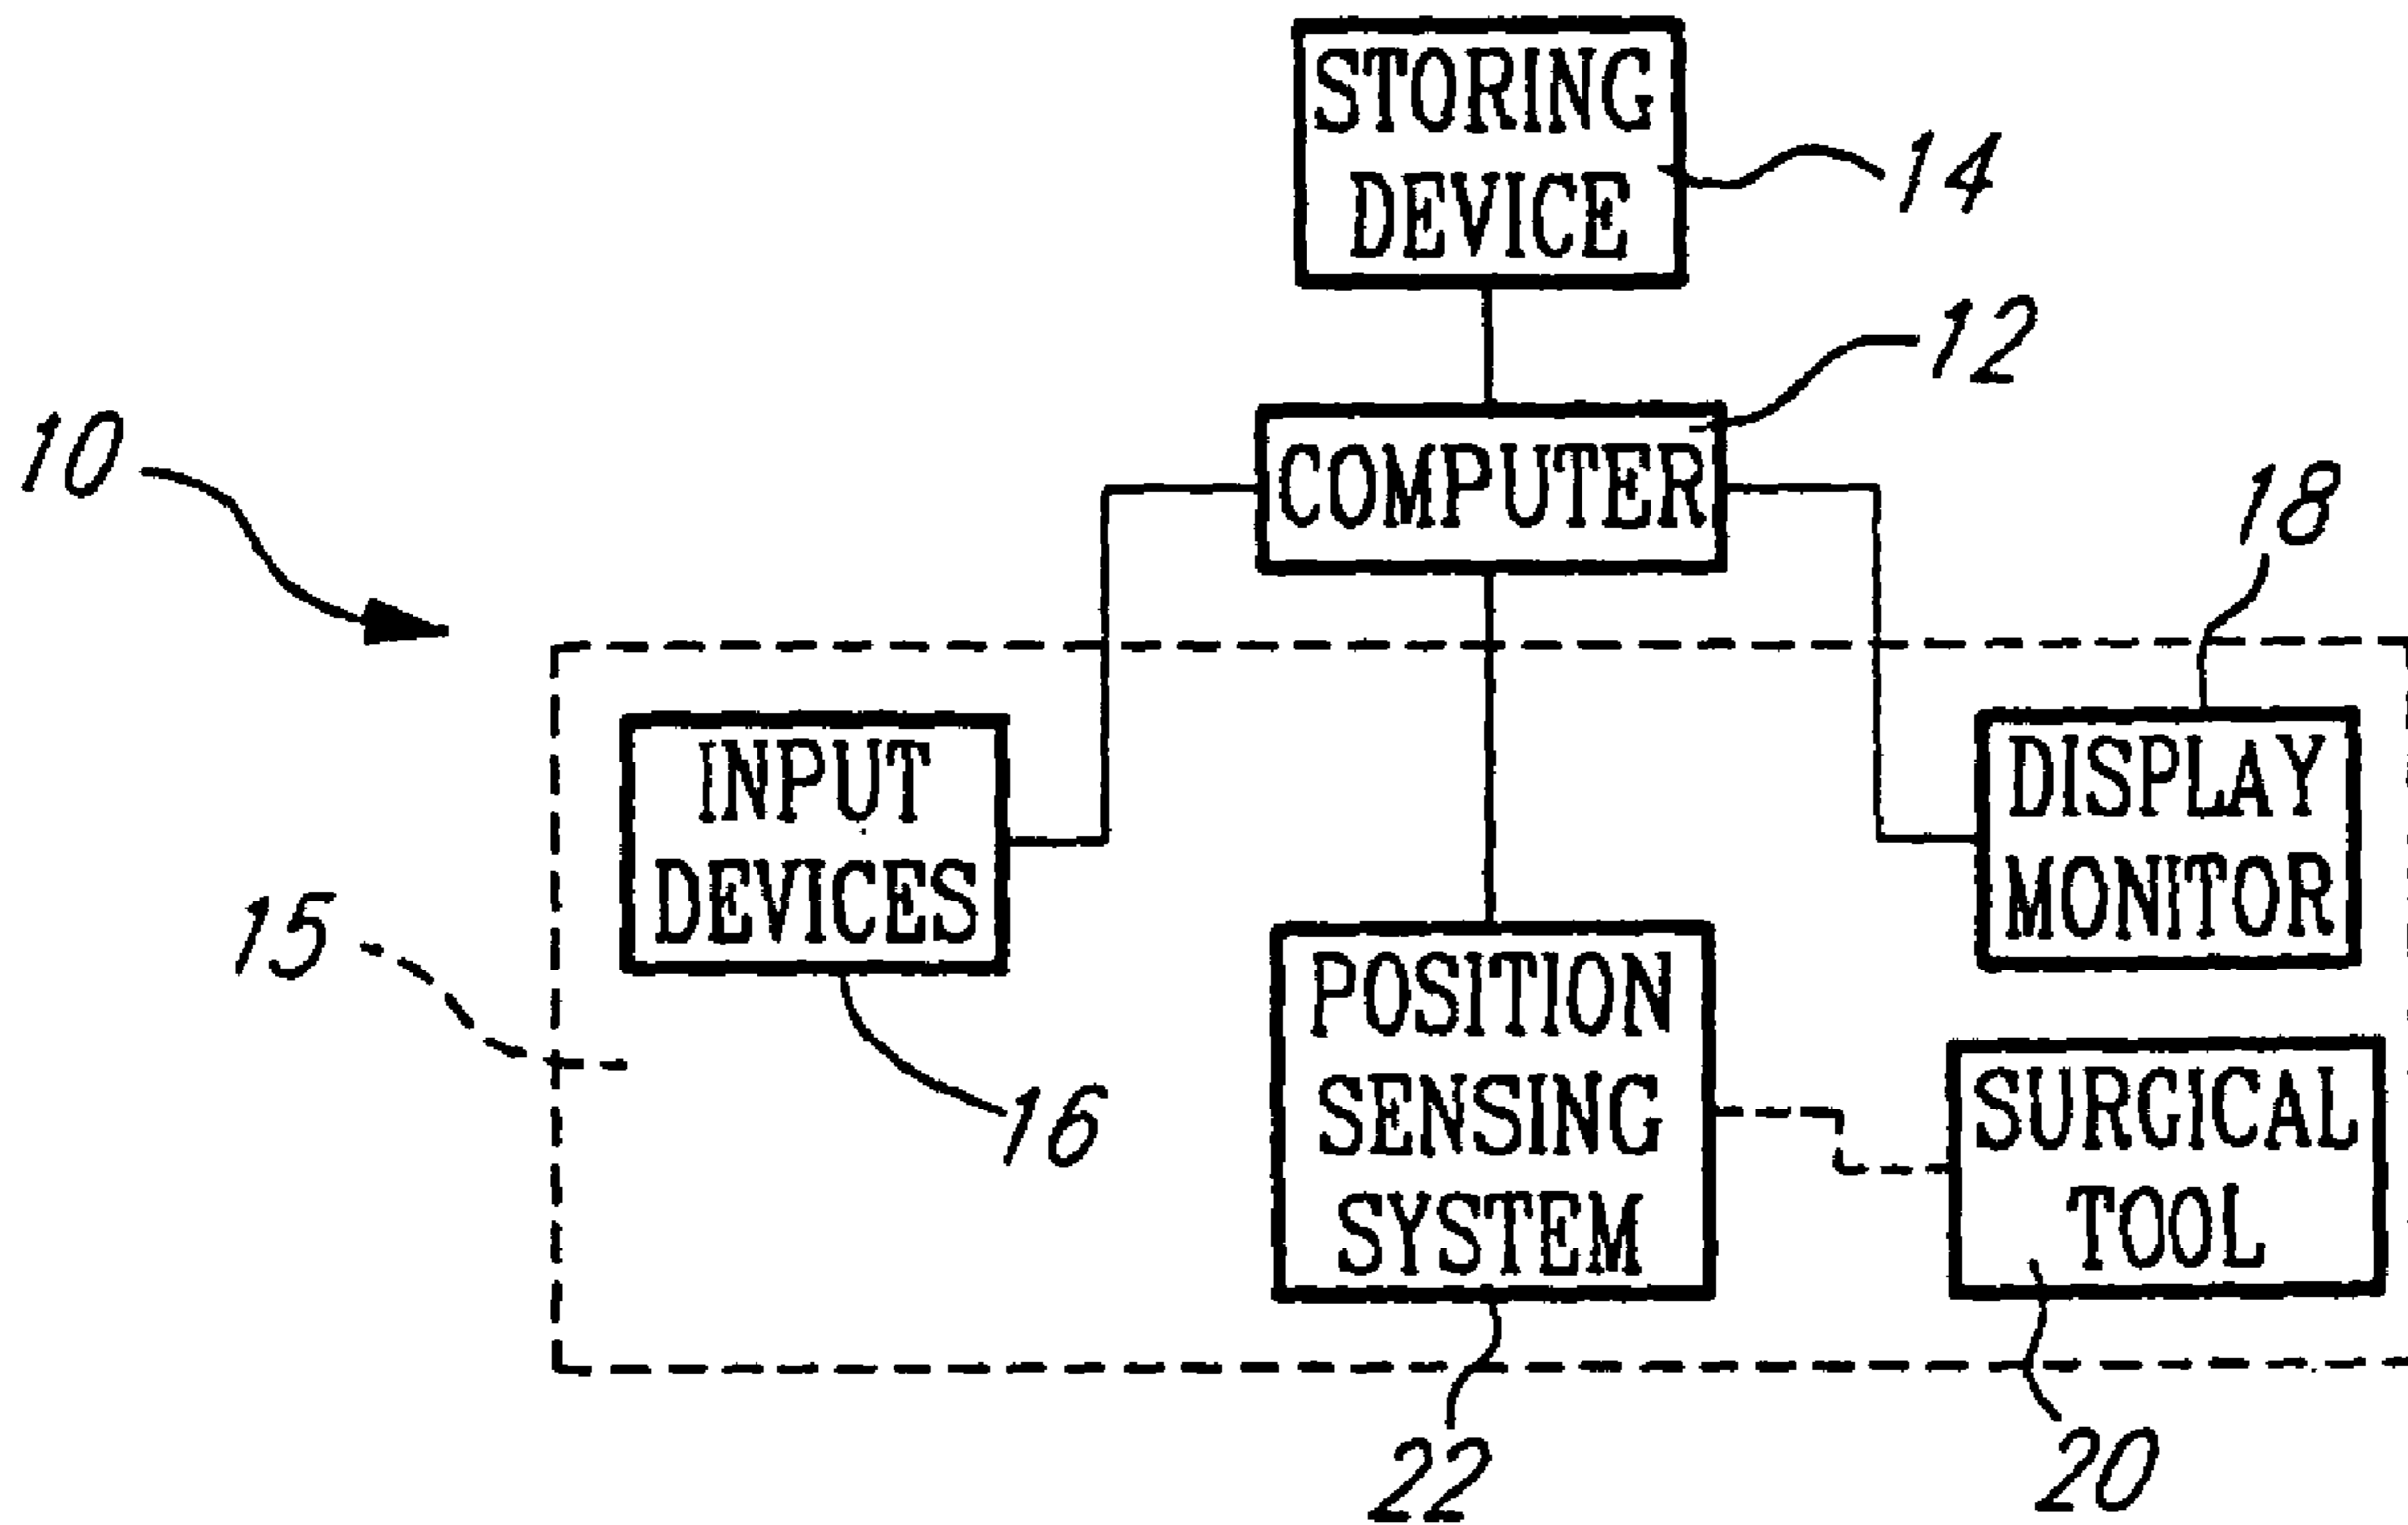 STORING
DEVICE
14
12
COMPUTER
10
18
INPUT
DEVICES
DISPLAY
MONITOR
15
16
POSITION
SENSING
SYSTEM
SURGICAL
TOOL
22
20